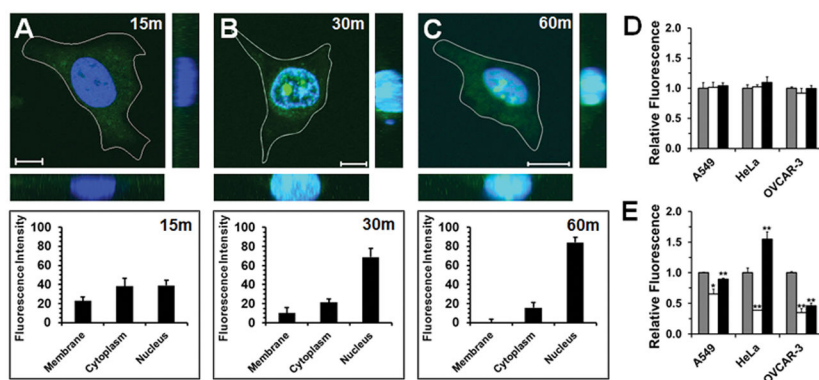 A 15m
B 30m
C 60m
15m
Fluorescence Intensity
100
80
60
40
20
0
Membrane
Cytoplasm
Nucleus
30m
Fluorescence Intensity
100
80
60
40
20
0
Membrane
Cytoplasm
Nucleus
60m
Fluorescence Intensity
100
80
60
40
20
0
Membrane
Cytoplasm
Nucleus
D
Relative Fluorescence
2.0
1.5
1.0
0.5
0.0
A549
HeLa
OVCAR-3
E
Relative Fluorescence
2.0
1.5
1.0
0.5
0.0
* **
** **
** **
A549
HeLa
OVCAR-3